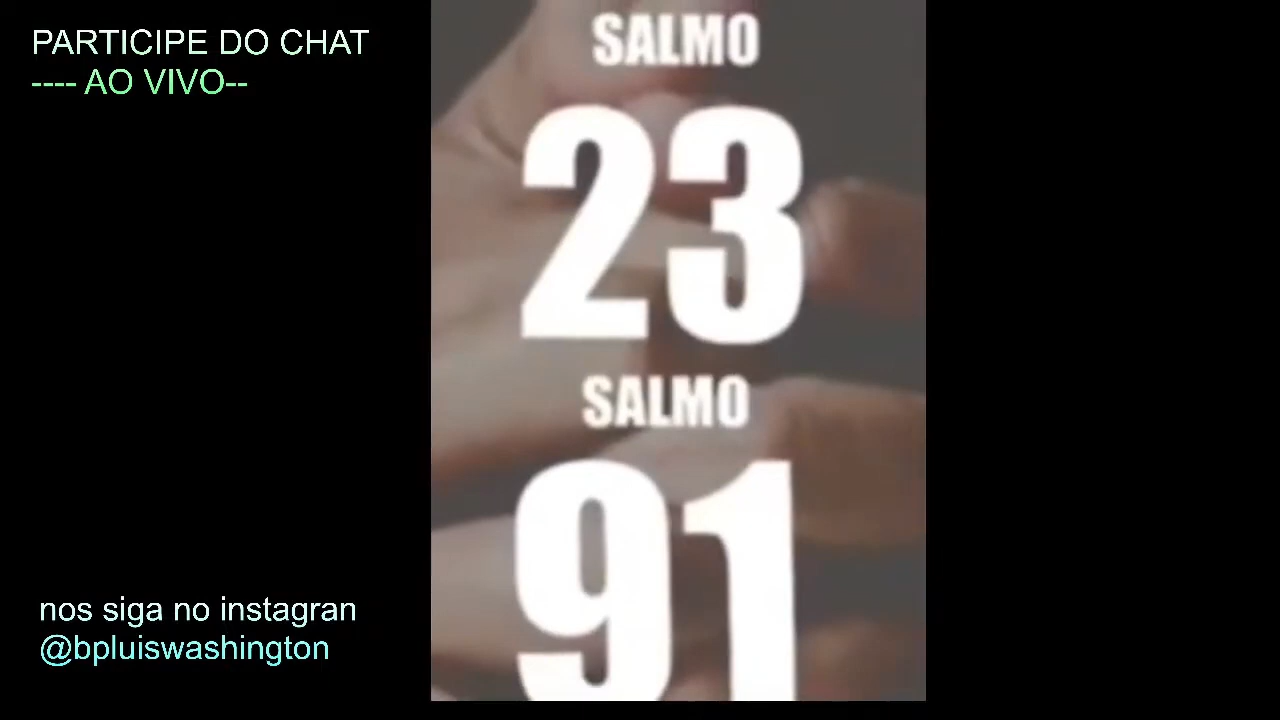 PARTICIPE DO CHAT
---- AO VIVO--
SALMO
23
SALMO
91
nos siga no instagran
@bpluiswashington